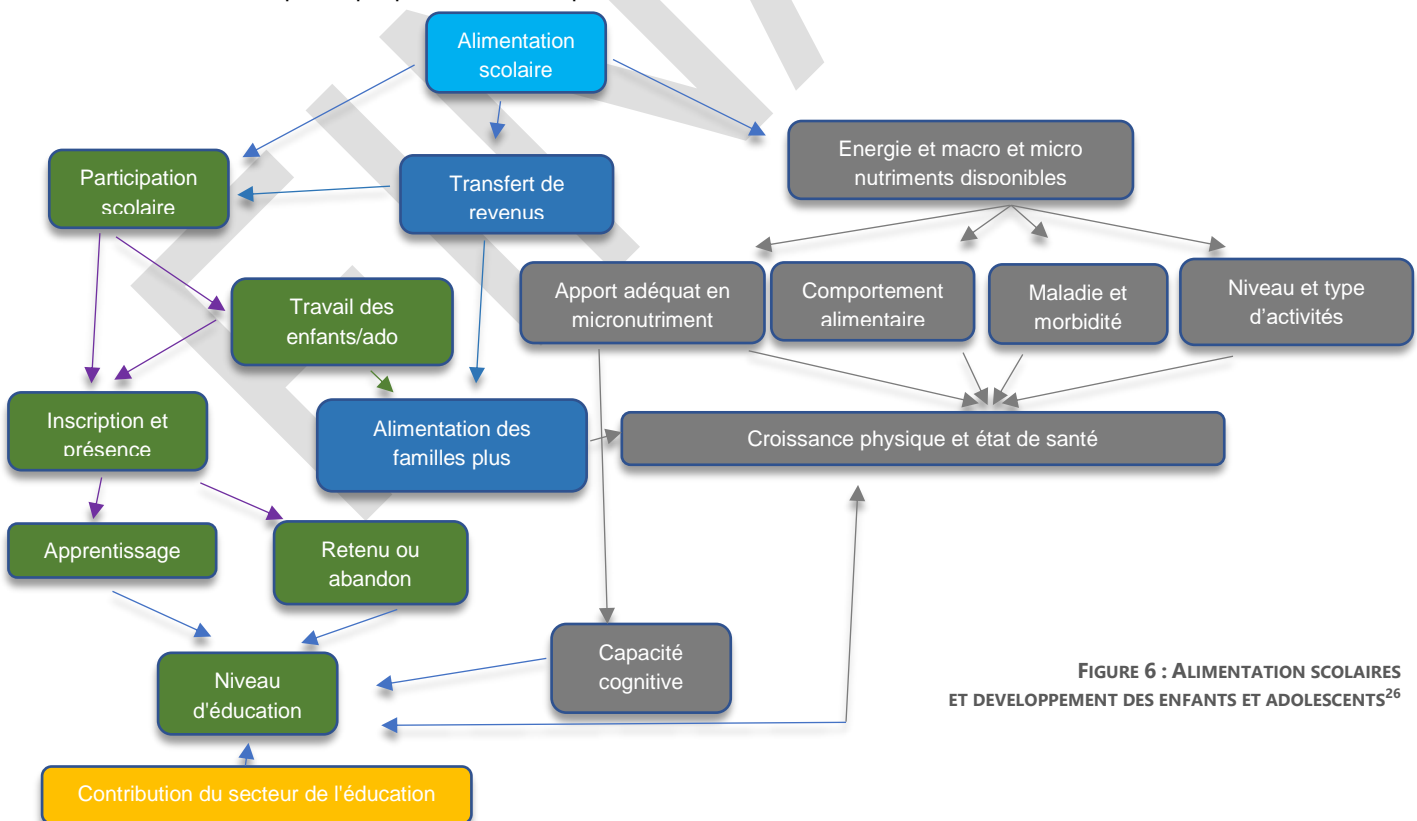 Alimentation
scolaire
Energie et macro et micro
nutriments disponibles
Participation
scolaire
Transfert de
revenus
Travail des
enfants/ado
Apport adéquat en
micronutriment
Comportement
alimentaire
Maladie et
morbidité
Niveau et type
d'activités
Inscription et
présence
Alimentation des
familles plus
Croissance physique et état de santé
Apprentissage
Retenu ou
abandon
Capacité
cognitive
Niveau
d'éducation
FIGURE 6 : ALIMENTATION SCOLAIRES
ET DEVELOPPEMENT DES ENFANTS ET ADOLESCENTS26
Contribution du secteur de l'éducation